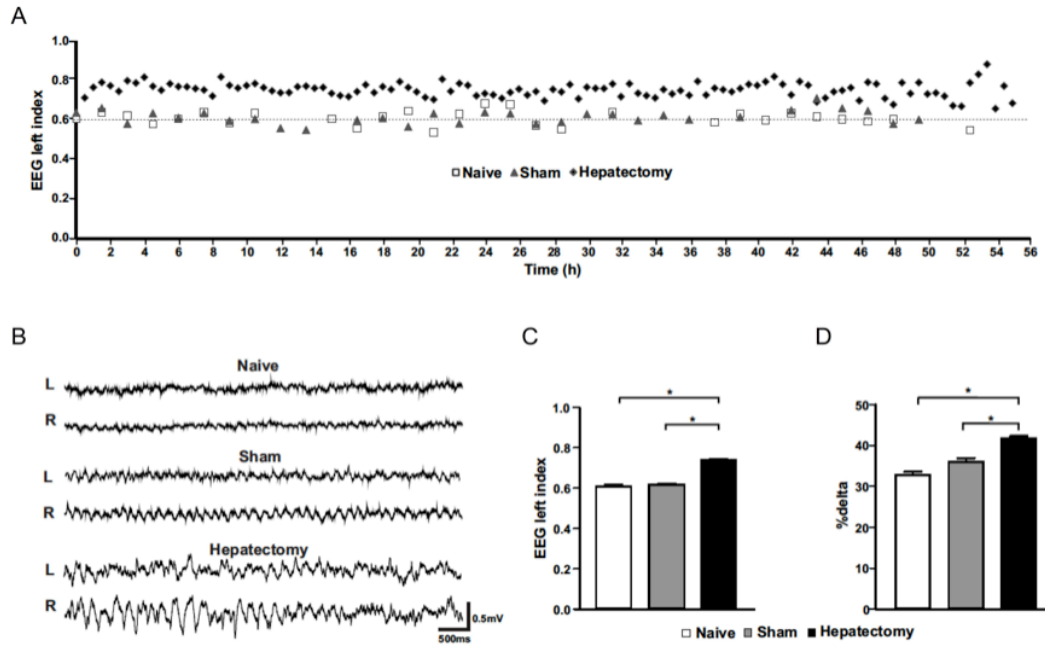 A
EEG left index
1.0
0.8
0.6
0.4
0.2
0.0
Naive Sham Hepatectomy
0 2 4 6 8 10 12 14 16 18 20 22 24 26 28 30 32 34 36 38 40 42 44 46 48 50 52 54 56
Time (h)
B
Naive
L
R
Sham
L
R
Hepatectomy
L
R
0.5mV
500ms
C
EEG left index
1.0
0.8
0.6
0.4
0.2
0.0
*
*
D
%delta
50
40
30
20
10
0
*
*
Naive Sham Hepatectomy